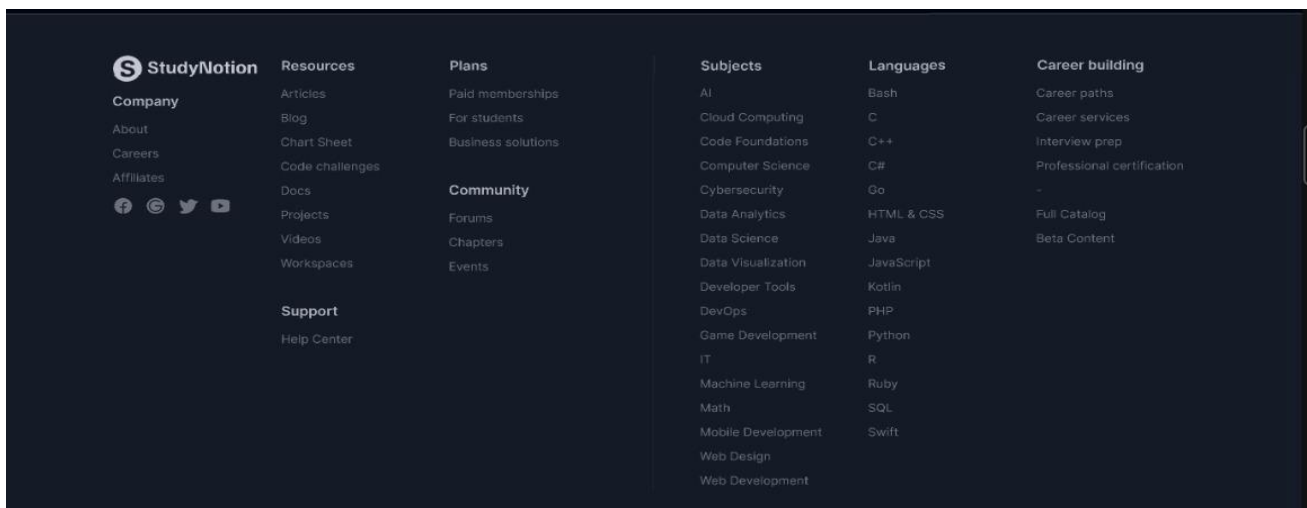 StudyNotion
Company
About
Careers
Affiliates
Resources
Articles
Blog
Chart Sheet
Code challenges
Docs
Projects
Videos
Workspaces
Support
Help Center
Plans
Paid memberships
For students
Business solutions
Community
Forums
Chapters
Events
Subjects
AI
Cloud Computing
Code Foundations
Computer Science
Cybersecurity
Data Analytics
Data Science
Data Visualization
Developer Tools
DevOps
Game Development
IT
Machine Learning
Math
Mobile Development
Web Design
Web Development
Languages
Bash
C
C++
C#
Go
HTML & CSS
Java
JavaScript
Kotlin
PHP
Python
R
Ruby
SQL
Swift
Career building
Career paths
Career services
Interview prep
Professional certification
-
Full Catalog
Beta Content